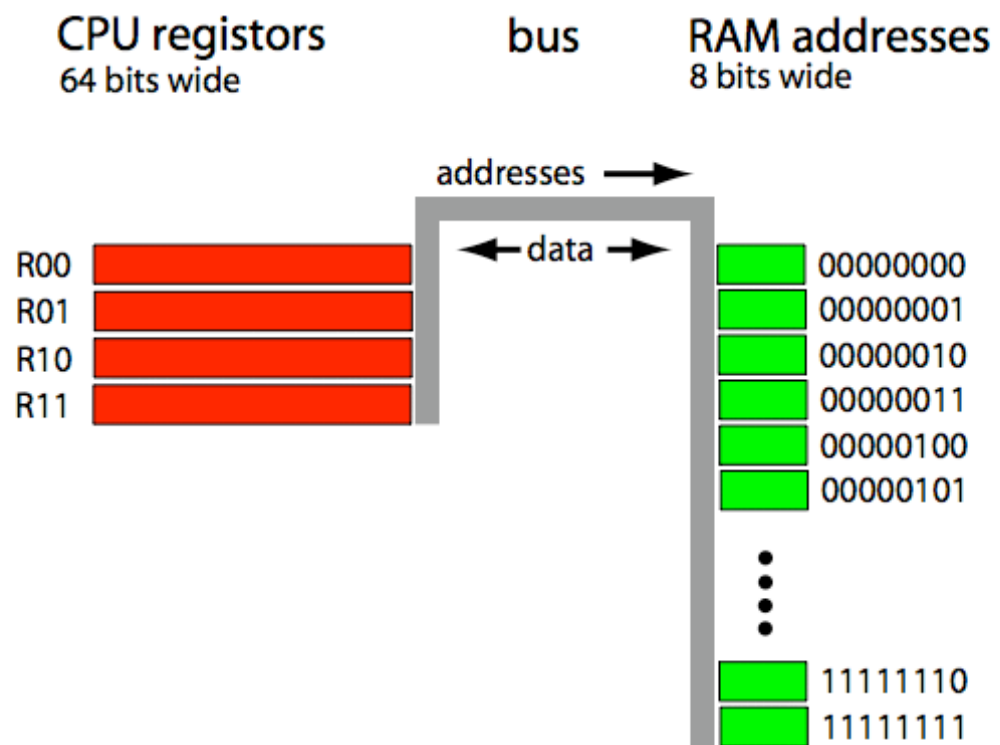 CPU registors
64 bits wide
bus
RAM addresses
8 bits wide
addresses
data
R00
R01
R10
R11
00000000
00000001
00000010
00000011
00000100
00000101
11111110
11111111